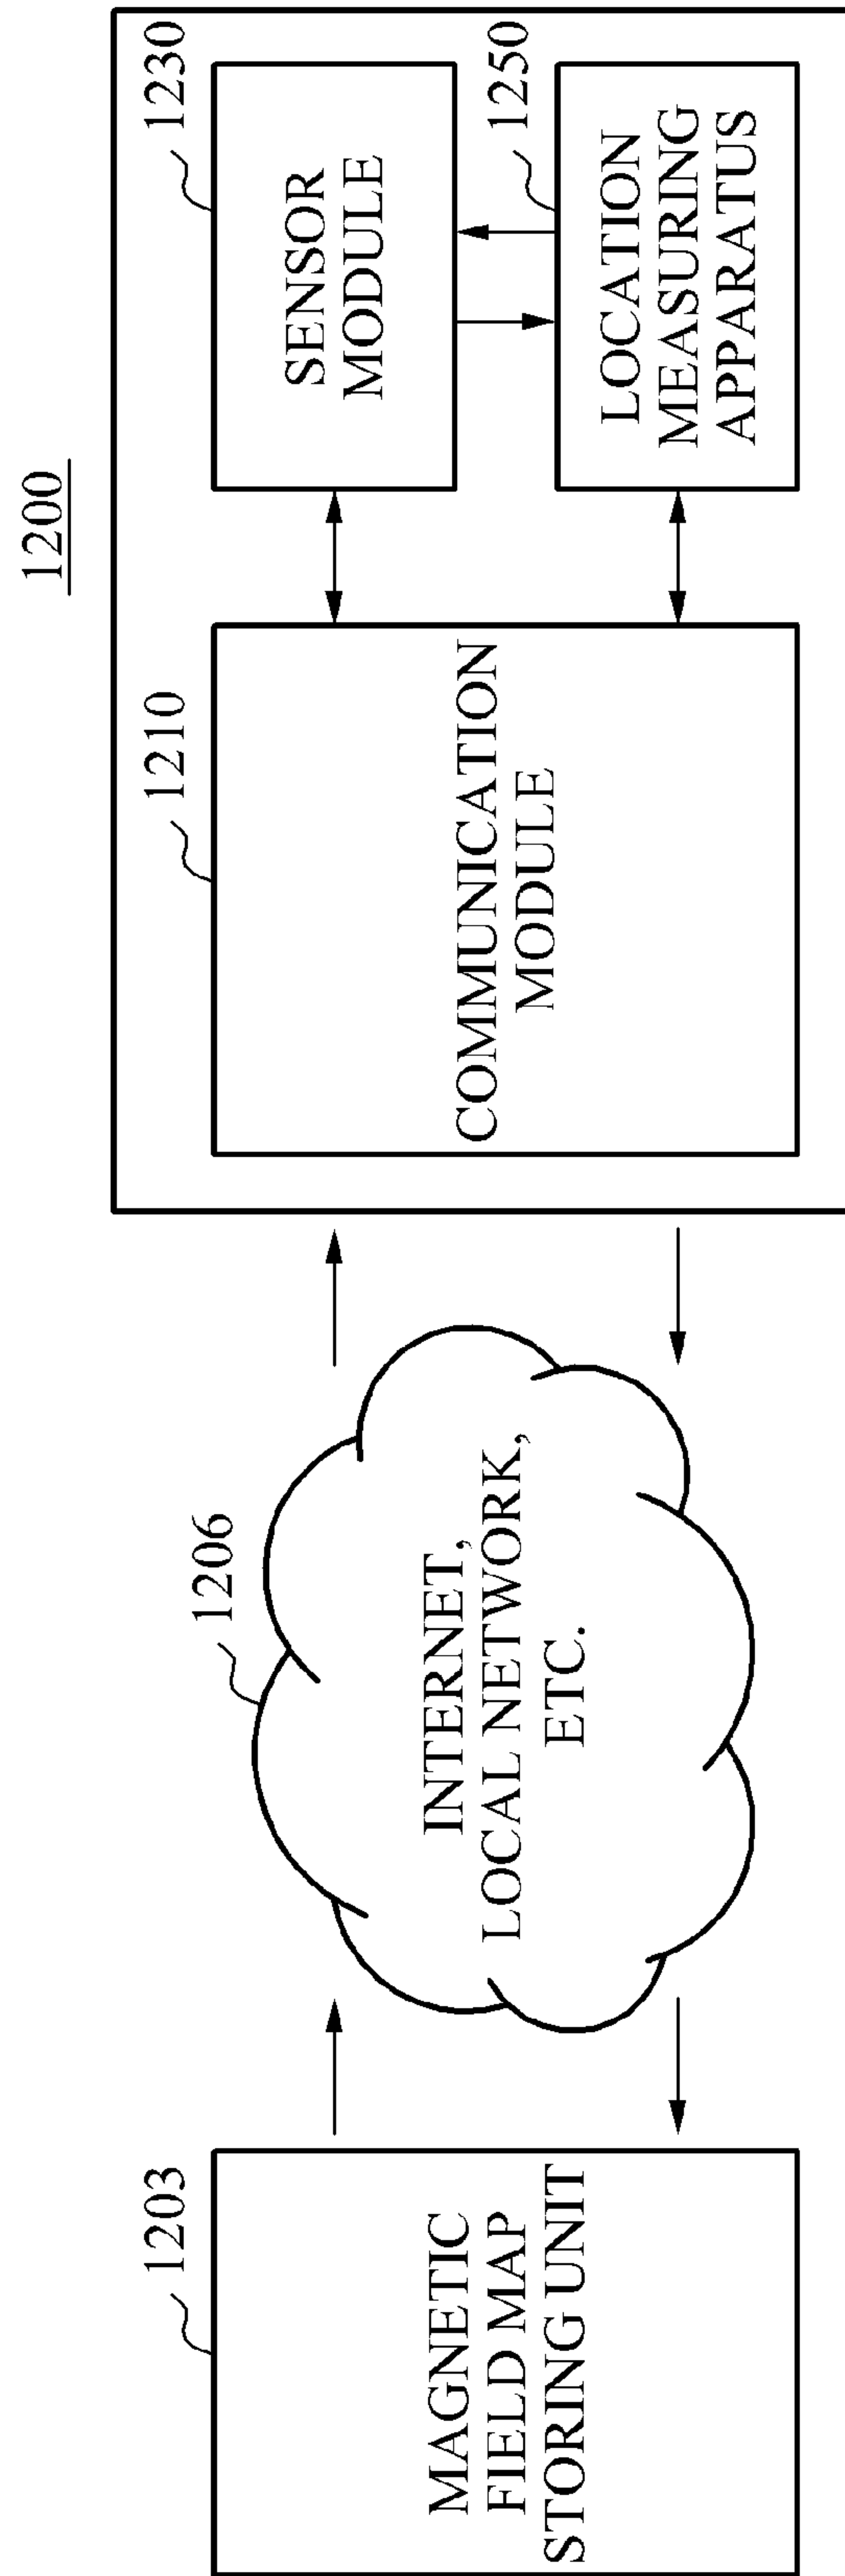 1200
1203
MAGNETIC
FIELD MAP
STORING UNIT
1206
INTERNET,
LOCAL NETWORK,
ETC.
1210
COMMUNICATION
MODULE
1230
SENSOR
MODULE
1250
LOCATION
MEASURING
APPARATUS